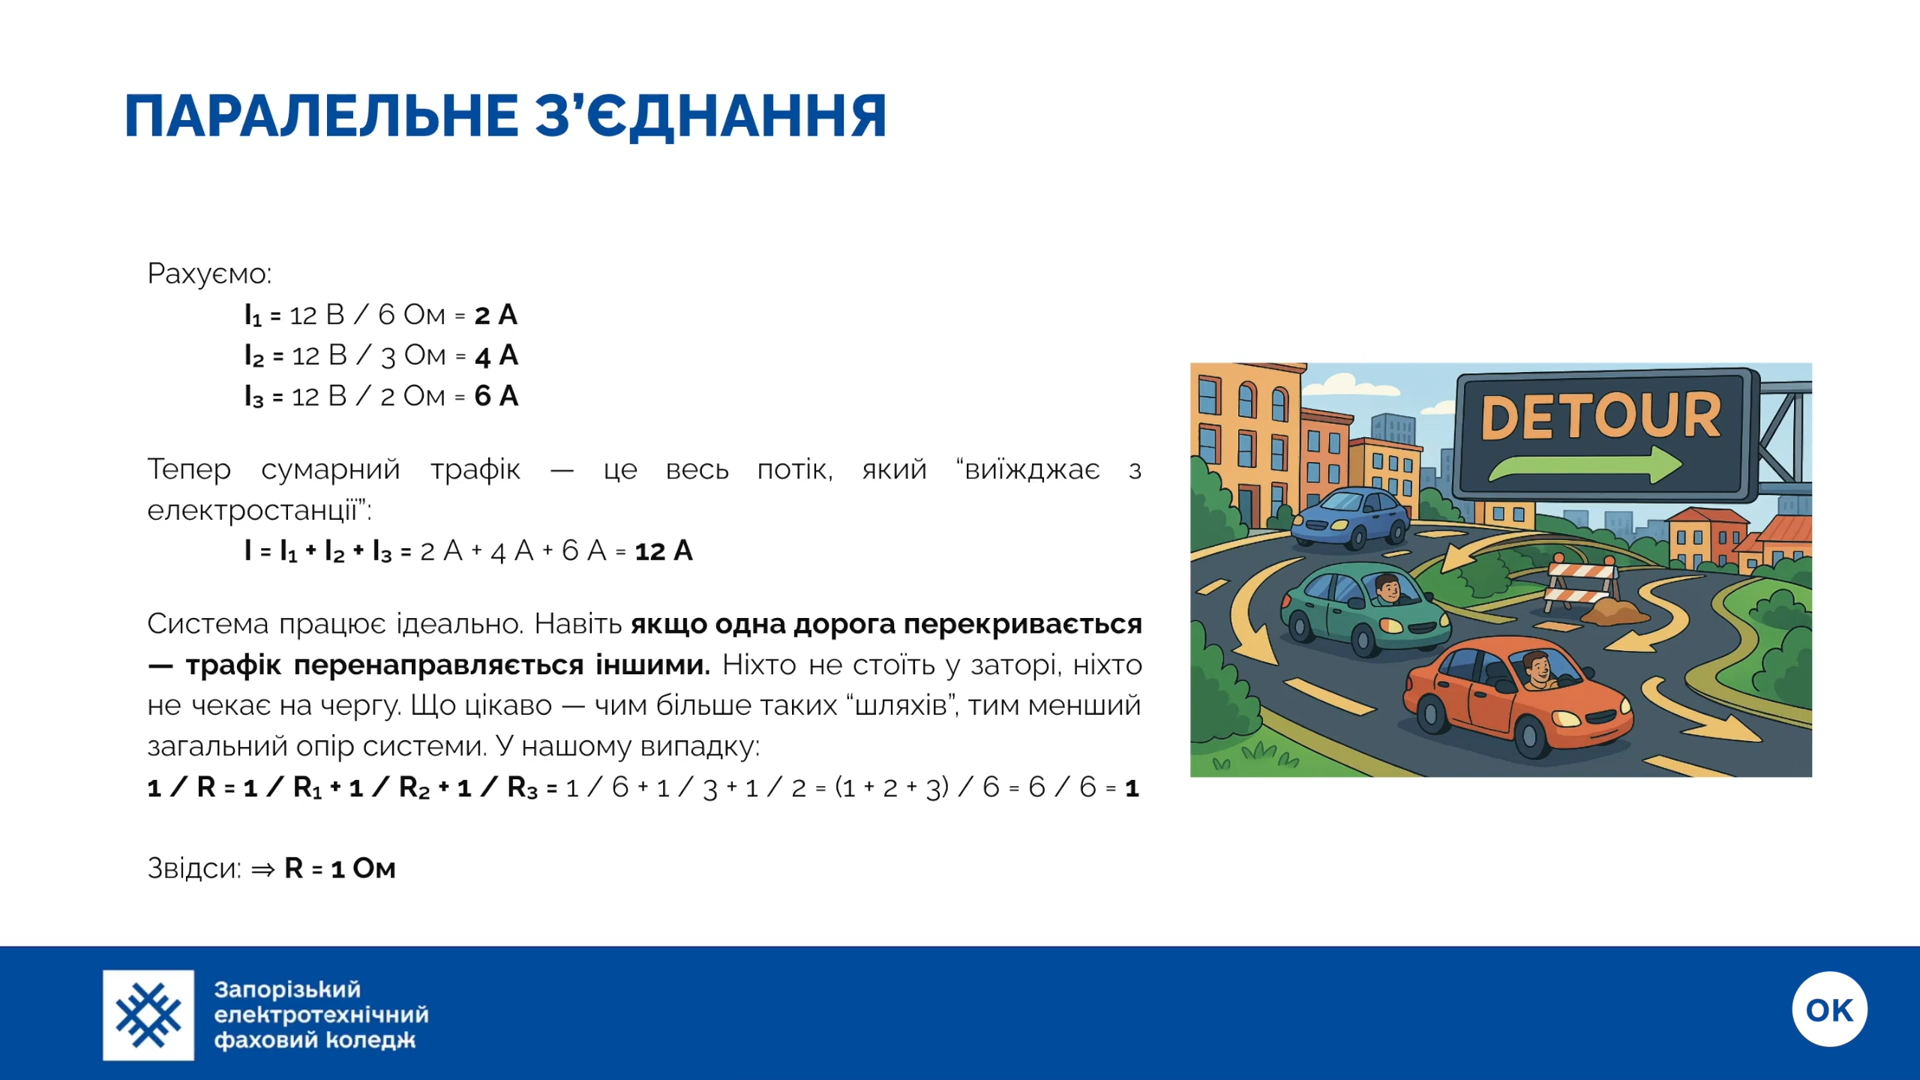 ПАРАЛЕЛЬНЕ З’ЄДНАННЯ
Рахуємо:
I₁ = 12 В / 6 Ом = 2 А
I₂ = 12 В / 3 Ом = 4 А
I₃ = 12 В / 2 Ом = 6 А
Тепер сумарний трафік — це весь потік, який “виїжджає з
електростанції”:
I = I₁ + I₂ + I₃ = 2 А + 4 А + 6 А = 12 А
Система працює ідеально. Навіть якщо одна дорога перекривається
— трафік перенаправляється іншими. Ніхто не стоїть у заторі, ніхто
не чекає на чергу. Що цікаво — чим більше таких “шляхів”, тим менший
загальний опір системи. У нашому випадку:
1 / R = 1 / R₁ + 1 / R₂ + 1 / R₃ = 1 / 6 + 1 / 3 + 1 / 2 = (1 + 2 + 3) / 6 = 6 / 6 = 1
Звідси: ⇒ R = 1 Ом
DETOUR
Запорізький
електротехнічний
фаховий коледж
ОК